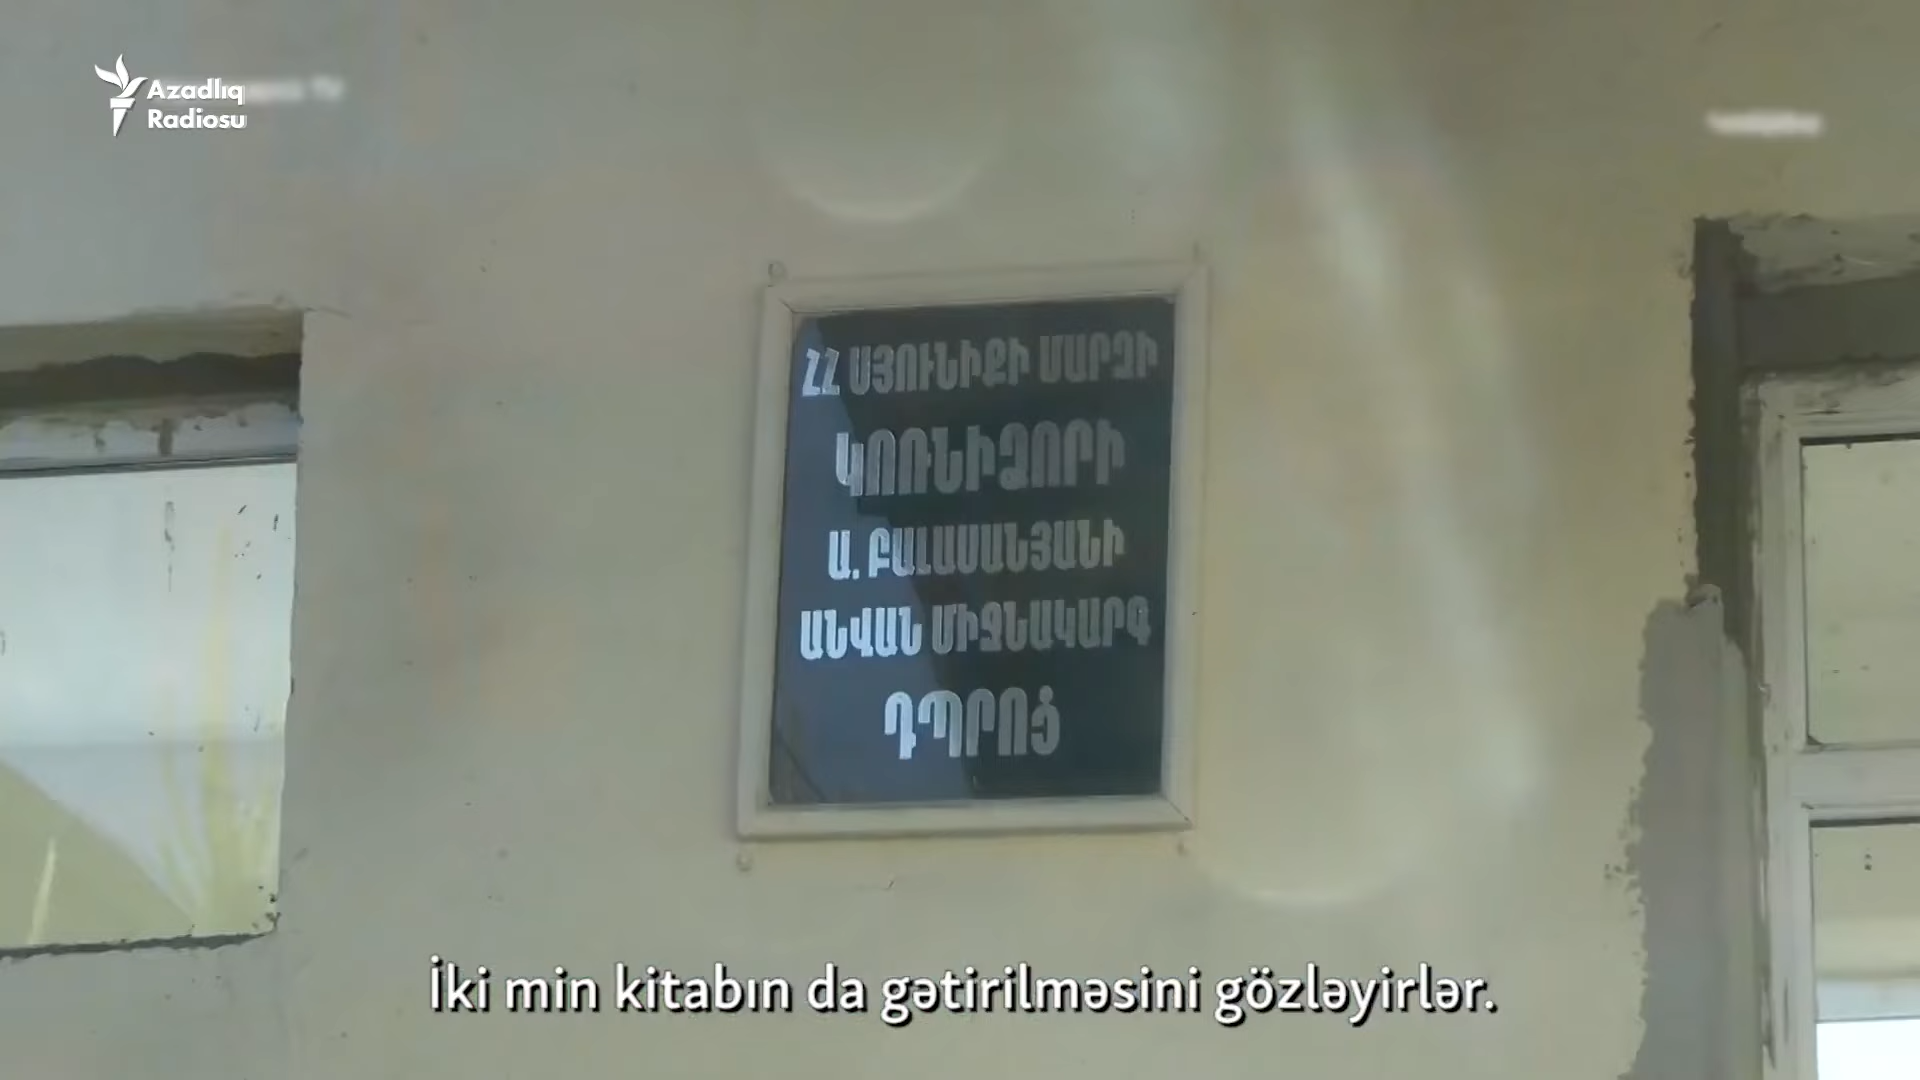 Azadlıq
Radiosu
ՀՀ ՍՅՈՒՆԻՔԻ ՄԱՐԶԻ
ԿՈՌՆԻՁՈՐԻ
Ա. ԲԱԼԱՍԱՆՅԱՆԻ
ԱՆՎԱՆ ՄԻՋՆԱԿԱՐԳ
ԴՊՐՈՑ
İki min kitabın da gətirilməsini gözləyirlər.